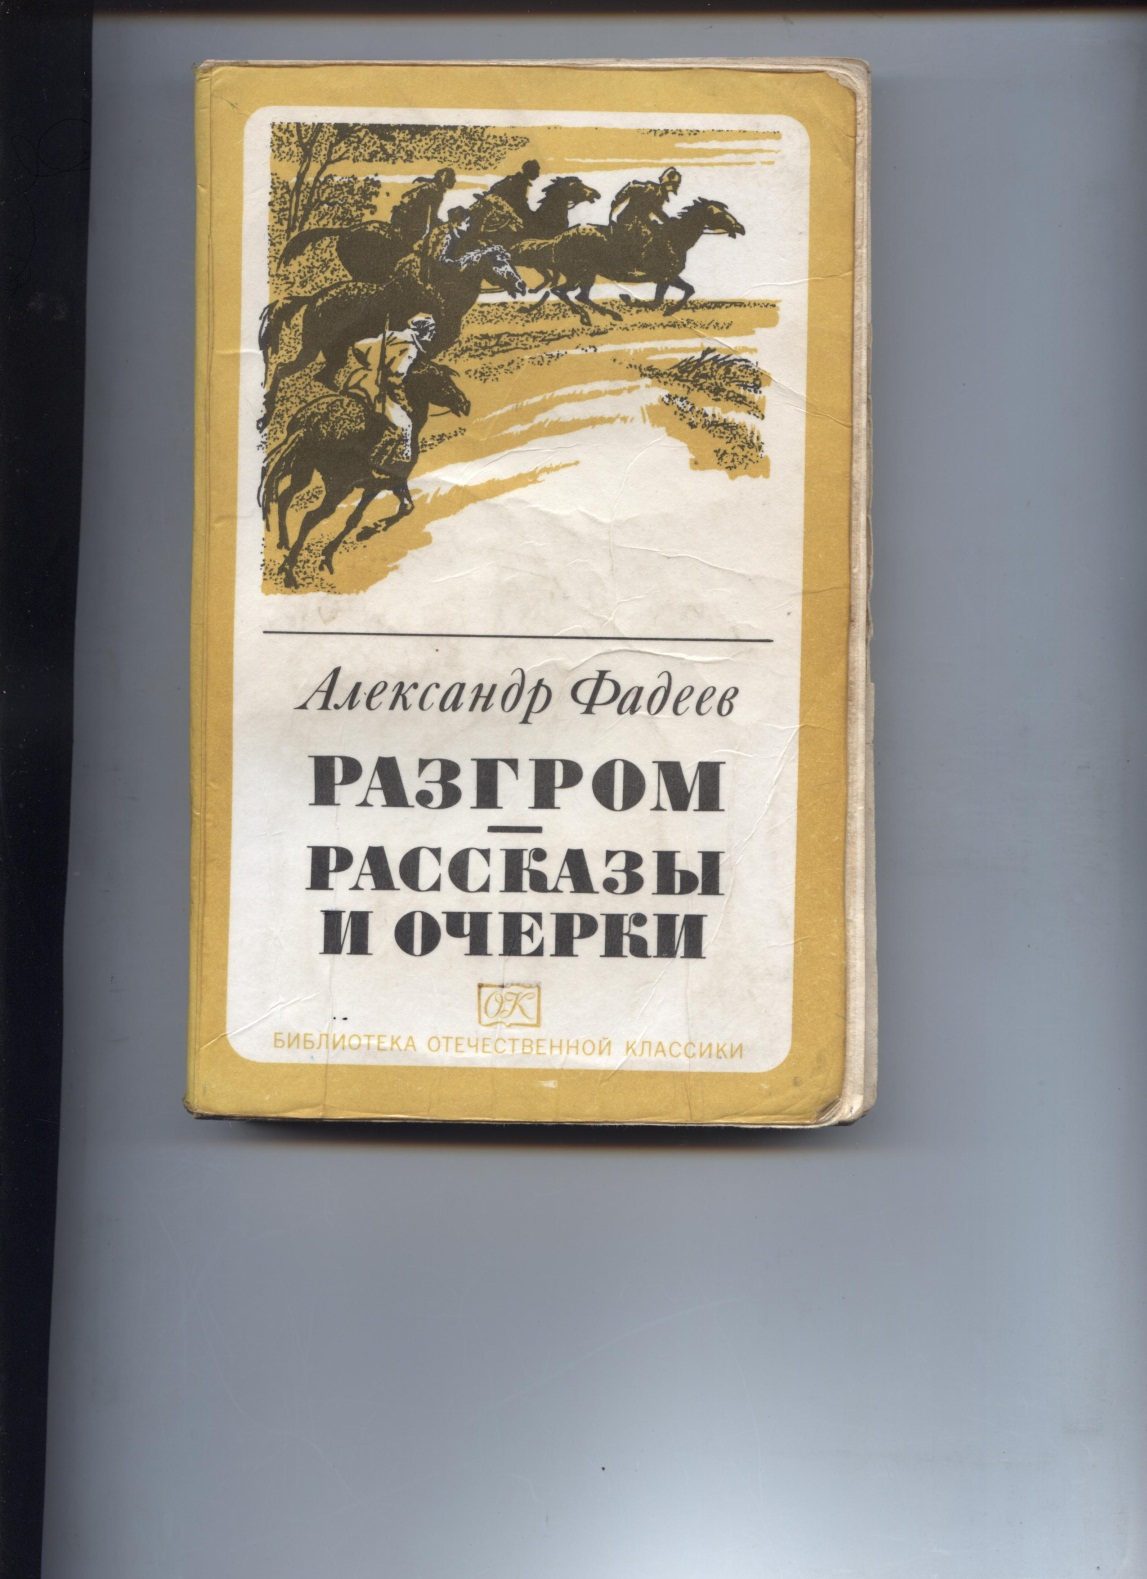 Александр Фадеев
РАЗГРОМ
РАССКАЗЫ
И ОЧЕРКИ
ОК
БИБЛИОТЕКА ОТЕЧЕСТВЕННОЙ КЛАССИКИ